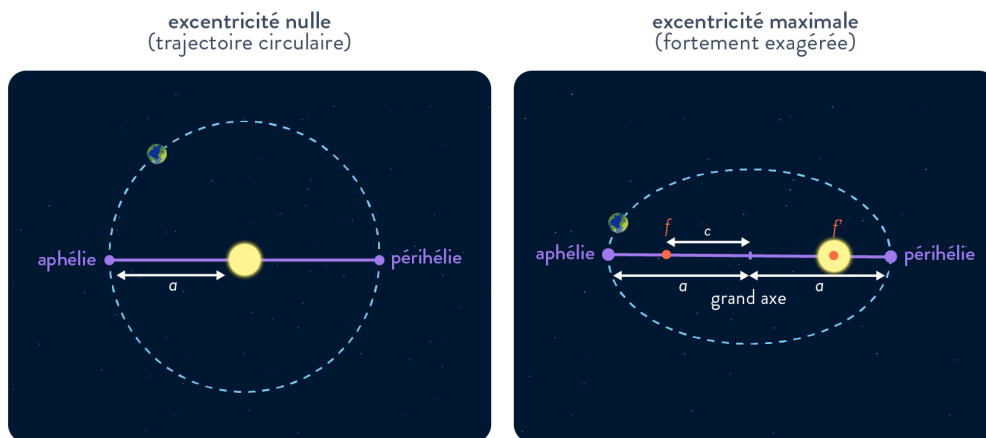 excentricité nulle
(trajectoire circulaire)
aphélie
périhélie
a
excentricité maximale
(fortement exagérée)
f
c
f'
aphélie
périhélie
a
a
grand axe